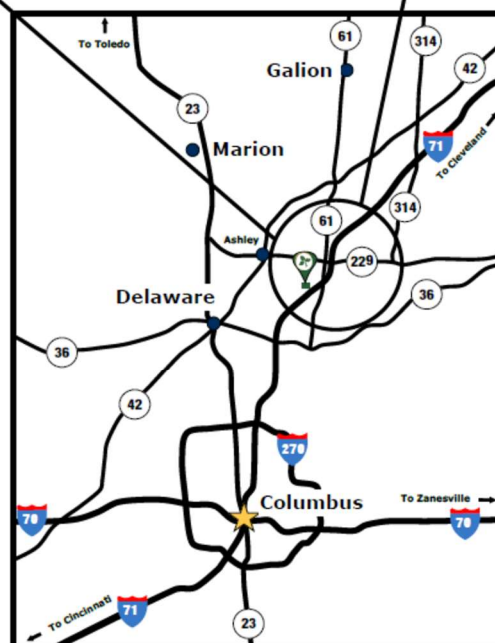 61
314
To Toledo
42
Galion
23
71
To Cleveland
Marion
314
61
Ashley
229
36
Delaware
36
42
270
Columbus
To Zanesville
70
70
To Cincinnati
71
23